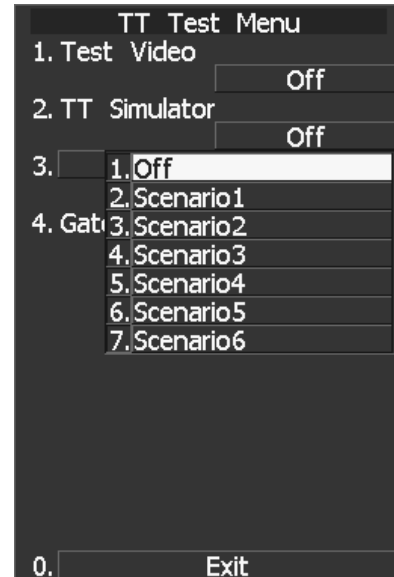 TT Test Menu
1. Test Video
Off
2. TT Simulator
Off
3.
1. Off
2. Scenario1
4. Gat
3. Scenario2
4. Scenario3
5. Scenario4
6. Scenario5
7. Scenario6
0. Exit